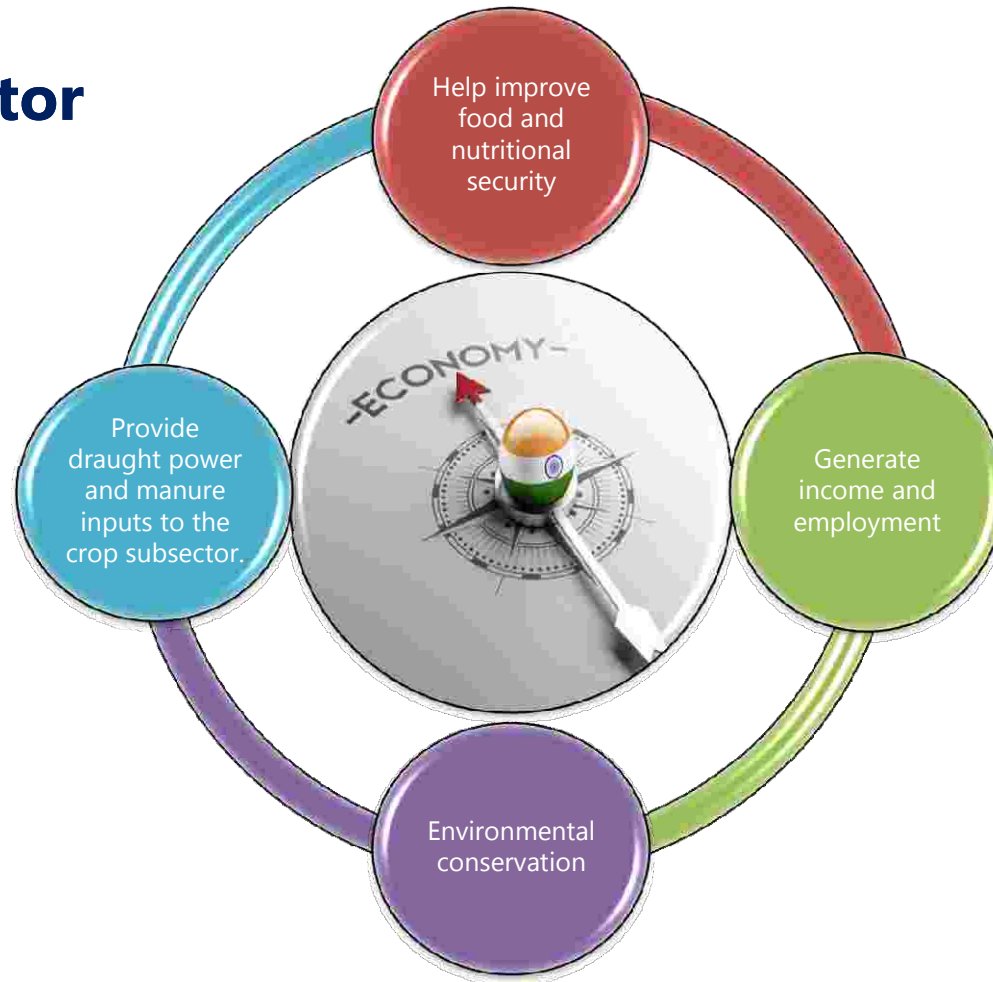 tor
Help improve
food and
nutritional
security
-ECONOMY-
Provide
draught power
and manure
inputs to the
crop subsector.
Generate
income and
employment
Environmental
conservation